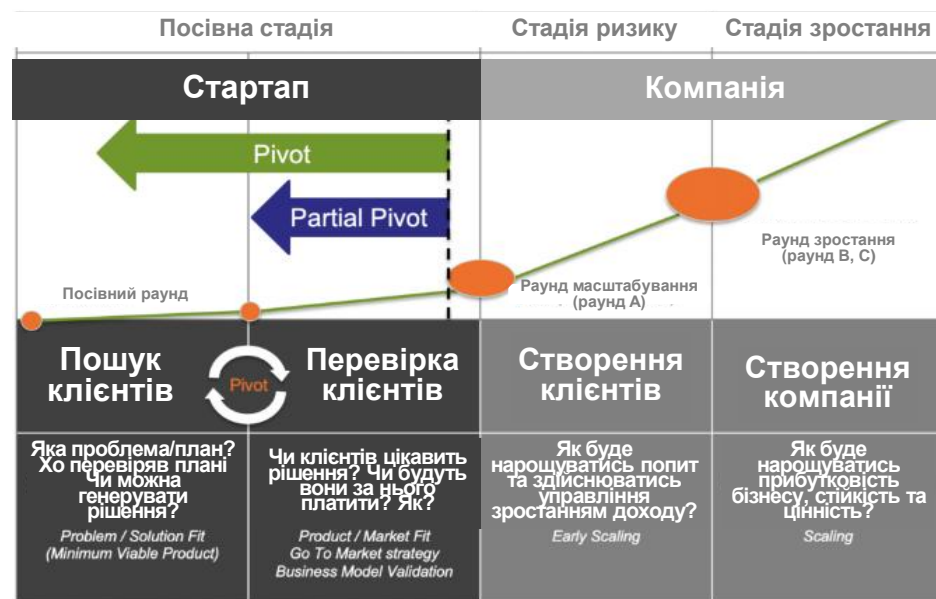 Посівна стадія
Стадія ризику
Стадія зростання
Стартап
Компанія
Pivot
Partial Pivot
Посівний раунд
Раунд масштабування
(раунд A)
Раунд зростання
(раунд B, C)
Пошук
клієнтів
Pivot
Перевірка
клієнтів
Створення
клієнтів
Створення
компанії
Яка проблема/план?
Хо перевіряв плані
Чи можна
генерувати
рішення?
Problem / Solution Fit
(Minimum Viable Product)
Чи клієнтів цікавить
рішення? Чи будуть
вони за нього
платити? Як?
Product / Market Fit
Go To Market strategy
Business Model Validation
Як буде
нарощуватись попит
та здійснюватись
управління
зростанням доходу?
Early Scaling
Як буде
нарощуватись
прибутковість
бізнесу, стійкість та
цінність?
Scaling